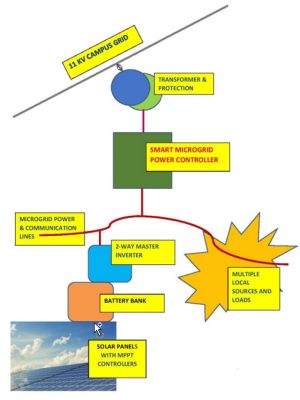 11 KV CAMPUS GRID
TRANSFORMER &
PROTECTION
SMART MICROGRID
POWER CONTROLLER
MICROGRID POWER
& COMMUNICATION
LINES
2-WAY MASTER
INVERTER
MULTIPLE
LOCAL
SOURCES AND
LOADS
BATTERY BANK
SOLAR PANELS
WITH MPPT
CONTROLLERS